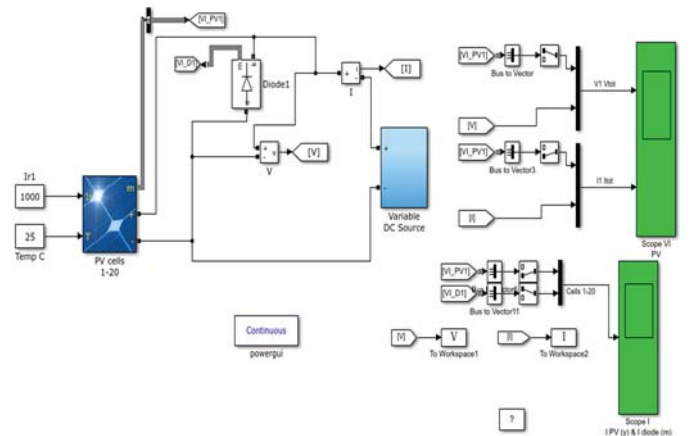 [VI_PV1]
[VI_D1]
Diode1
I
[I]
V
[V]
Ir1
1000
25
Temp C
m
T
PV cells
1-20
Variable
DC Source
Continuous
powergui
[VI_PV1]
Bus to Vector
V1 Vtot
[V]
[VI_PV1]
Bus to Vector3
I1 Itot
[I]
Scope VI
PV
[VI_PV1]
[VI_D1]
Bus to Vector11
Cells 1-20
[V]
V
To Workspace1
[I]
I
To Workspace2
Scope I
I PV (y) & I diode (m)
?